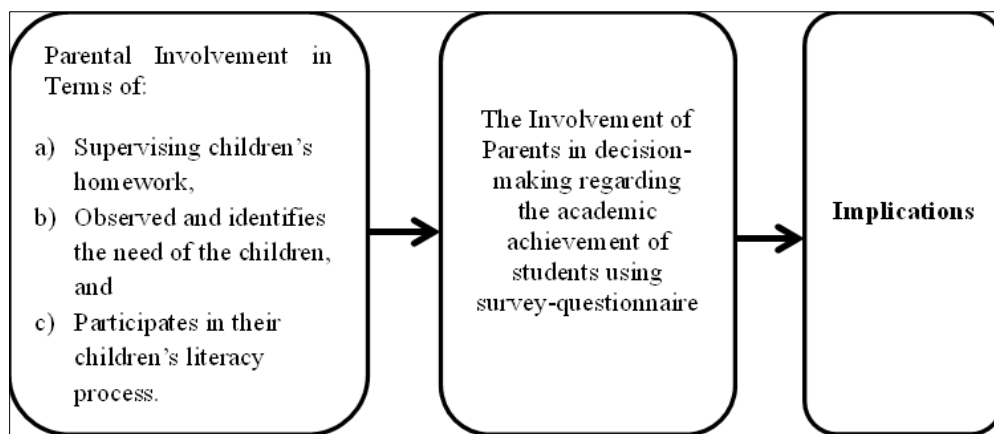 Parental Involvement in
Terms of:
a) Supervising children's
homework,
b) Observed and identifies
the need of the children,
and
c) Participates in their
children's literacy
process.
The Involvement of
Parents in decision-
making regarding
the academic
achievement of
students using
survey-questionnaire
Implications